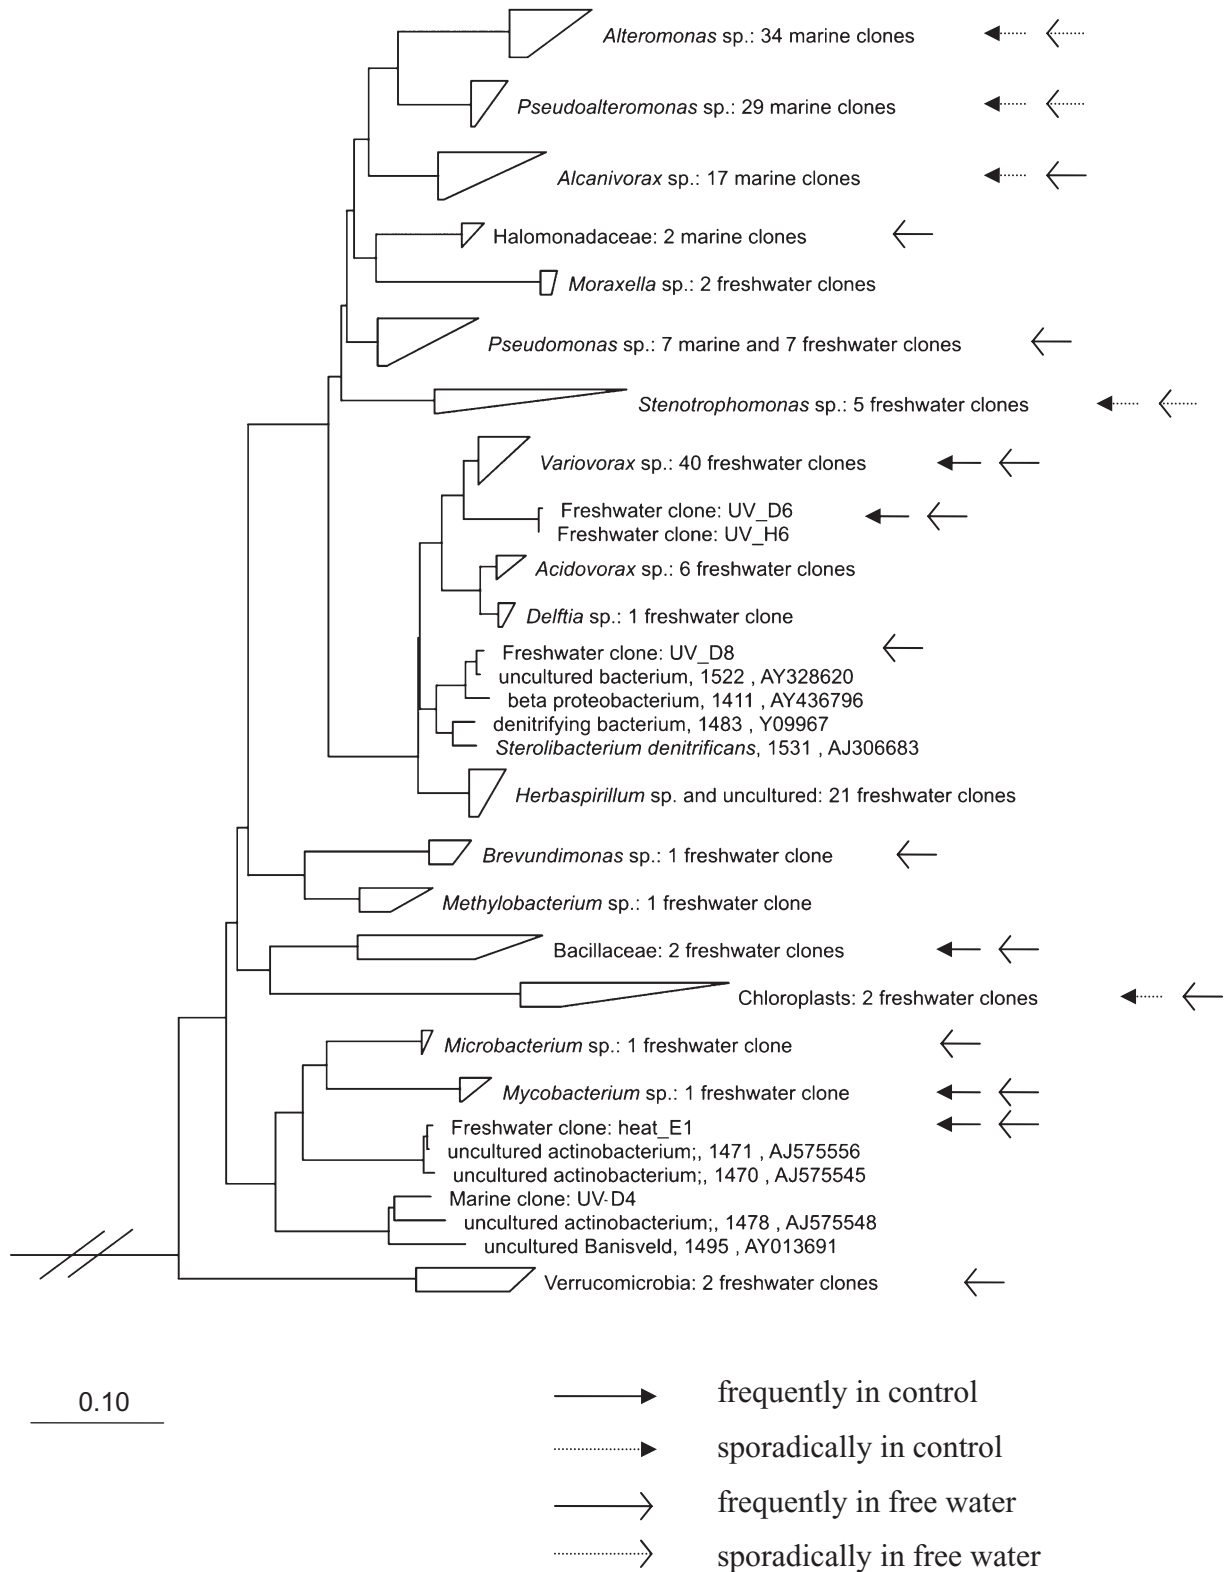 Alteromonas sp.: 34 marine clones
Pseudoalteromonas sp.: 29 marine clones
Alcanivorax sp.: 17 marine clones
Halomonadaceae: 2 marine clones
Moraxella sp.: 2 freshwater clones
Pseudomonas sp.: 7 marine and 7 freshwater clones
Stenotrophomonas sp.: 5 freshwater clones
Variovorax sp.: 40 freshwater clones
Freshwater clone: UV_D6
Freshwater clone: UV_H6
Acidovorax sp.: 6 freshwater clones
Delftia sp.: 1 freshwater clone
Freshwater clone: UV_D8
uncultured bacterium, 1522 , AY328620
beta proteobacterium, 1411 , AY436796
denitrifying bacterium, 1483 , Y09967
Sterolibacterium denitrificans, 1531 , AJ306683
Herbaspirillum sp. and uncultured: 21 freshwater clones
Brevundimonas sp.: 1 freshwater clone
Methylobacterium sp.: 1 freshwater clone
Bacillaceae: 2 freshwater clones
Chloroplasts: 2 freshwater clones
Microbacterium sp.: 1 freshwater clone
Mycobacterium sp.: 1 freshwater clone
Freshwater clone: heat_E1
uncultured actinobacterium;, 1471 , AJ575556
uncultured actinobacterium;, 1470 , AJ575545
Marine clone: UV-D4
uncultured actinobacterium;, 1478 , AJ575548
uncultured Banisveld, 1495 , AY013691
Verrucomicrobia: 2 freshwater clones
0.10
frequently in control
sporadically in control
frequently in free water
sporadically in free water